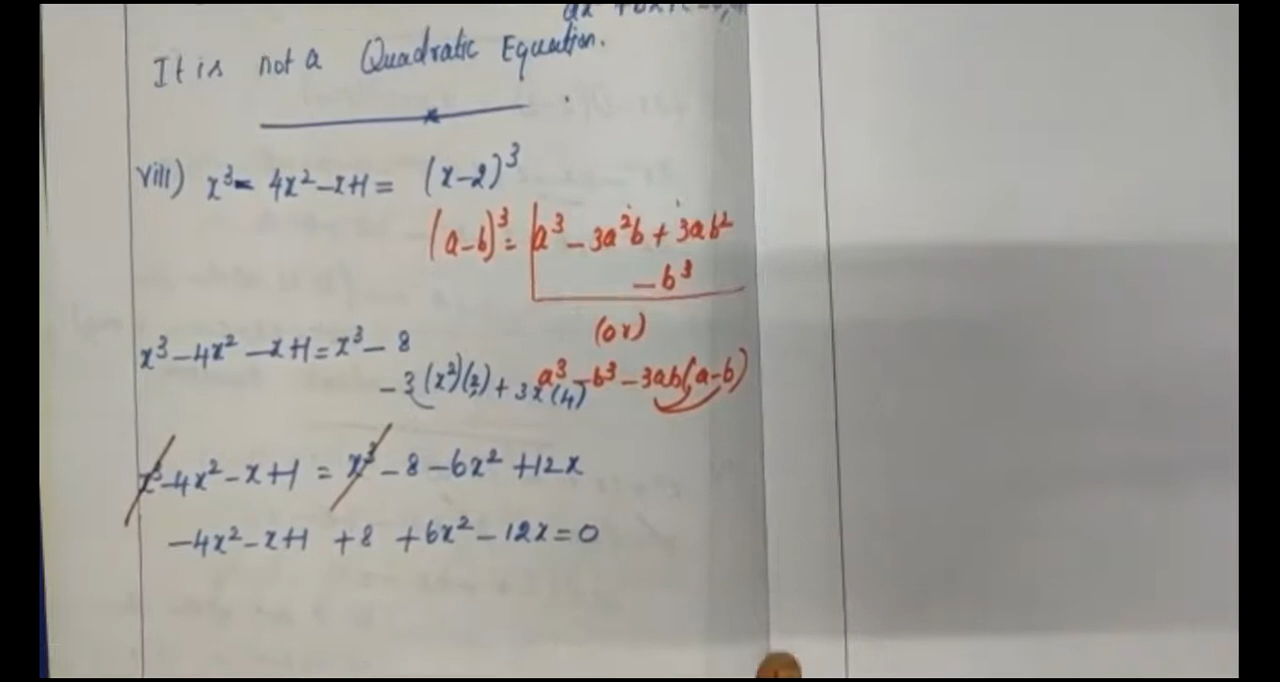 It is not a Quadratic Equation.
viii) x³ - 4x² - x + 1 = (x-2)³
(a-b)³ = a³ - 3a²b + 3ab²
- b³
(or)
a³ - b³ - 3ab(a-b)
x³ - 4x² - x + 1 = x³ - 8
- 3(x²)(2) + 3x(4)
x³ - 4x² - x + 1 = x³ - 8 - 6x² + 12x
-4x² - x + 1 + 8 + 6x² - 12x = 0